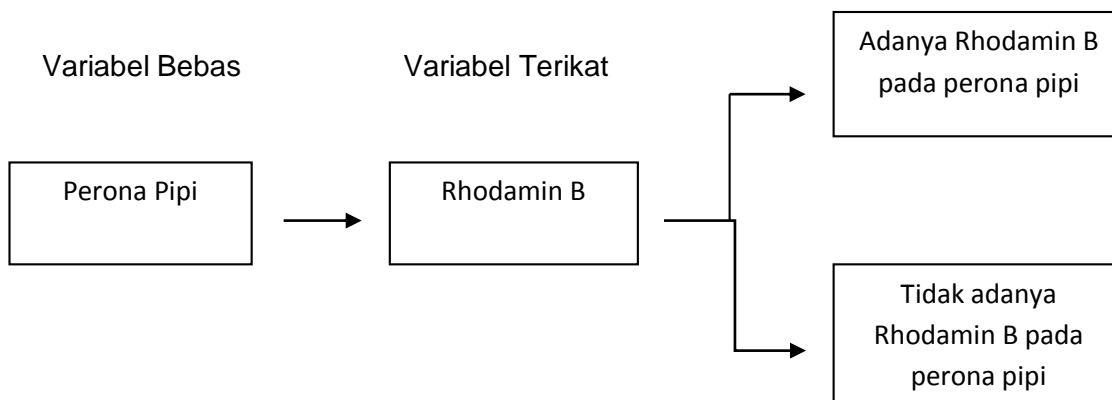 Variabel Bebas
Variabel Terikat
Adanya Rhodamin B
pada perona pipi
Perona Pipi
Rhodamin B
Tidak adanya
Rhodamin B pada
perona pipi